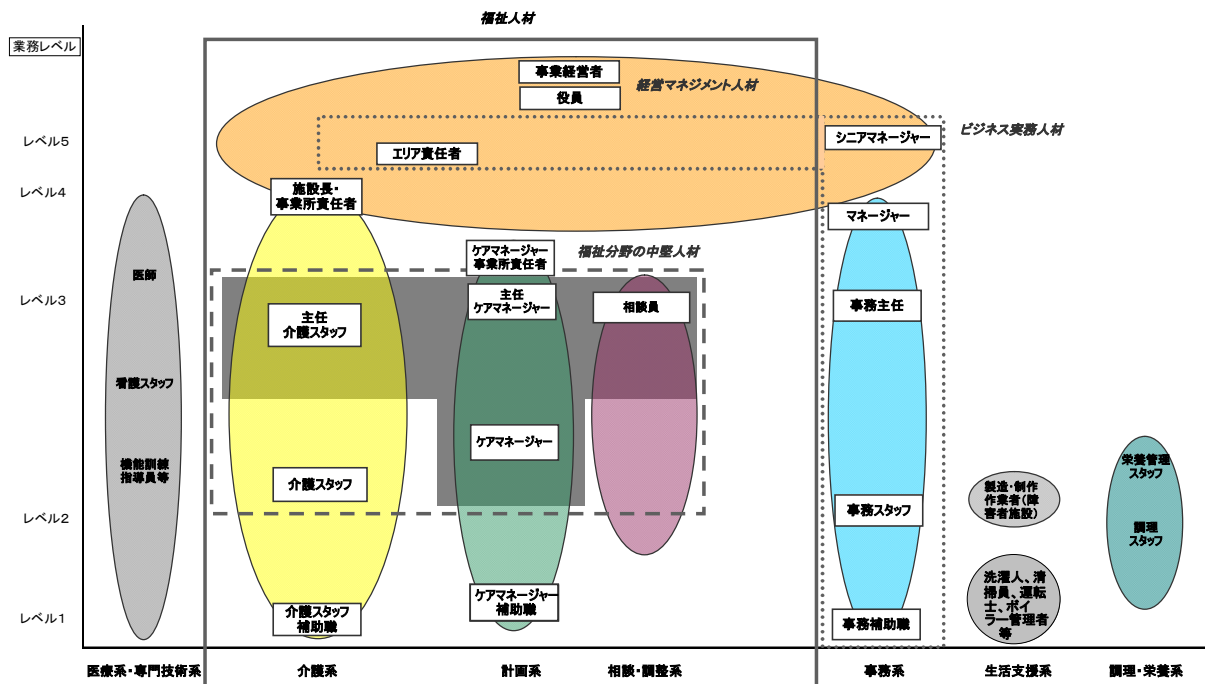 福祉人材
業務レベル
事業経営者
経営マネジメント人材
役員
ビジネス実務人材
レベル5
シニアマネージャー
エリア責任者
レベル4
施設長・
事業所責任者
マネージャー
ケアマネージャー
事業所責任者
福祉分野の中堅人材
医師
レベル3
主任
介護スタッフ
主任
ケアマネージャー
相談員
事務主任
看護スタッフ
ケアマネージャー
機能訓練
指導員等
介護スタッフ
栄養管理
スタッフ
製造・制作
作業者(障
害者施設)
事務スタッフ
レベル2
調理
スタッフ
洗濯人、清
掃員、運転
士、ボイ
ラー管理者
等
ケアマネージャー
補助職
介護スタッフ
補助職
事務補助職
レベル1
医療系・専門技術系
介護系
計画系
相談・調整系
事務系
生活支援系
調理・栄養系